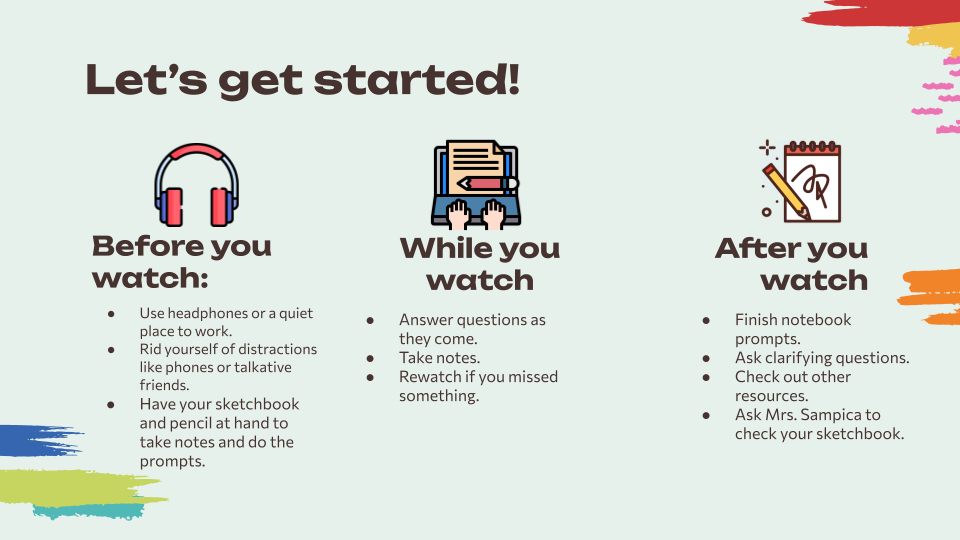 Let’s get started!
Before you
watch:
● Use headphones or a quiet
place to work.
● Rid yourself of distractions
like phones or talkative
friends.
● Have your sketchbook
and pencil at hand to
take notes and do the
prompts.
While you
watch
● Answer questions as
they come.
● Take notes.
● Rewatch if you missed
something.
After you
watch
● Finish notebook
prompts.
● Ask clarifying questions.
● Check out other
resources.
● Ask Mrs. Sampica to
check your sketchbook.